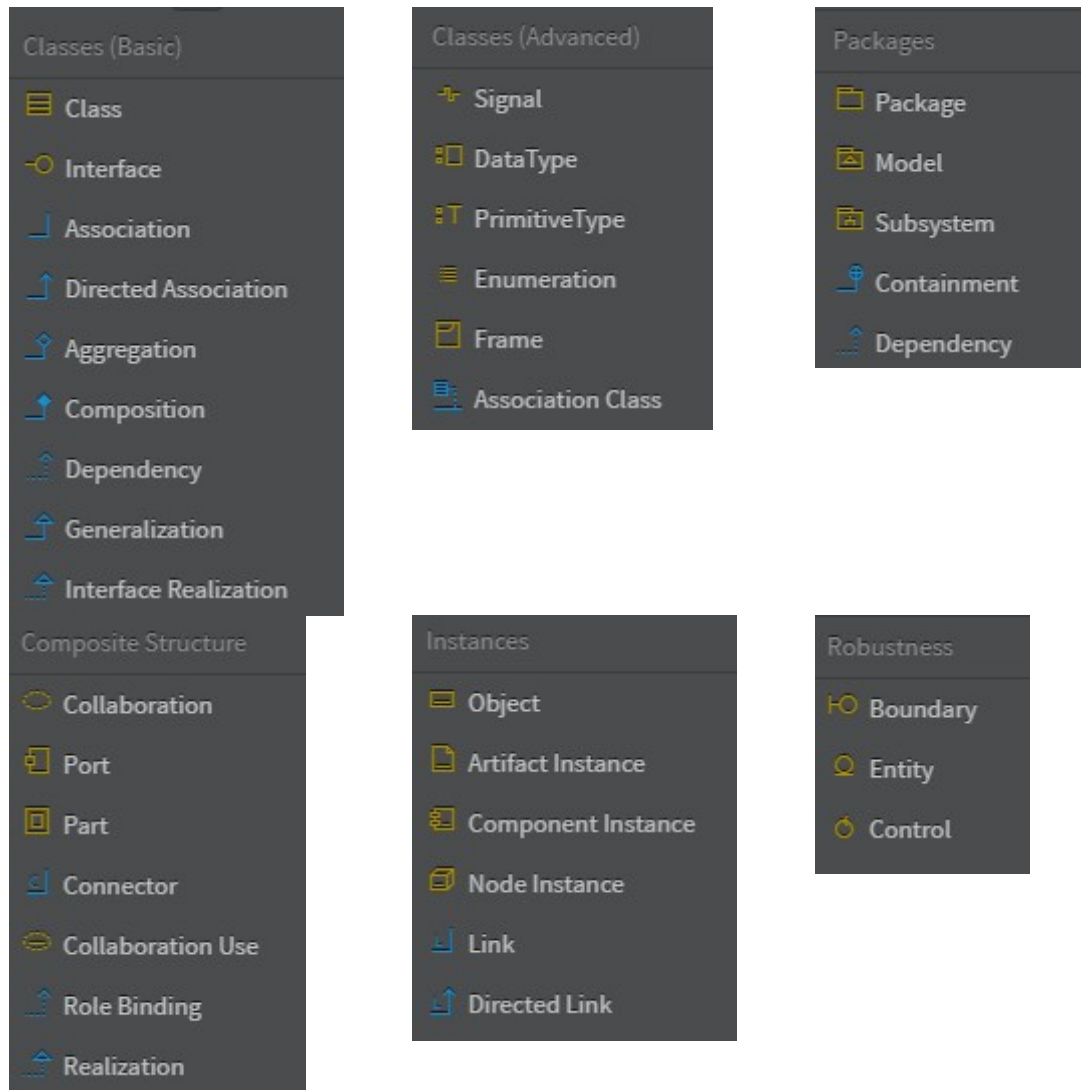 Classes (Basic)
Class
Interface
Association
Directed Association
Aggregation
Composition
Dependency
Generalization
Interface Realization
Classes (Advanced)
Signal
DataType
PrimitiveType
Enumeration
Frame
Association Class
Packages
Package
Model
Subsystem
Containment
Dependency
Composite Structure
Collaboration
Port
Part
Connector
Collaboration Use
Role Binding
Realization
Instances
Object
Artifact Instance
Component Instance
Node Instance
Link
Directed Link
Robustness
Boundary
Entity
Control